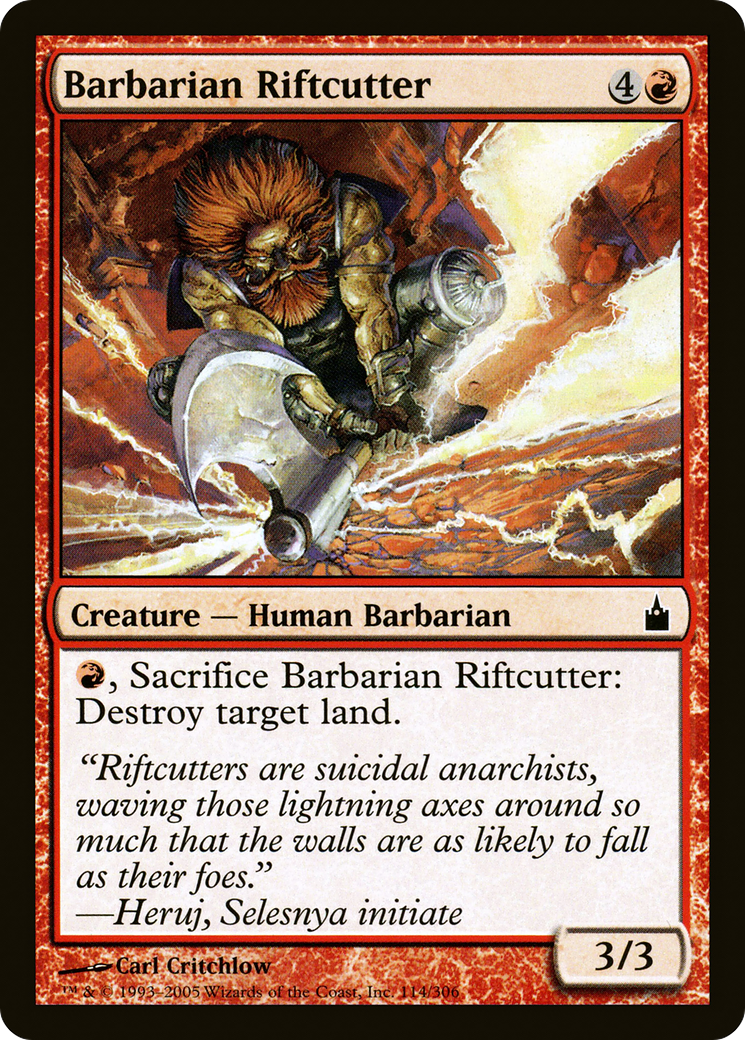 Barbarian Riftcutter 4
Creature — Human Barbarian
, Sacrifice Barbarian Riftcutter:
Destroy target land.
“Riftcutters are suicidal anarchists,
waving those lightning axes around so
much that the walls are as likely to fall
as their foes.”
—Heruj, Selesnya initiate
3/3
Carl Critchlow
™ & © 1993–2005 Wizards of the Coast, Inc. 114/306